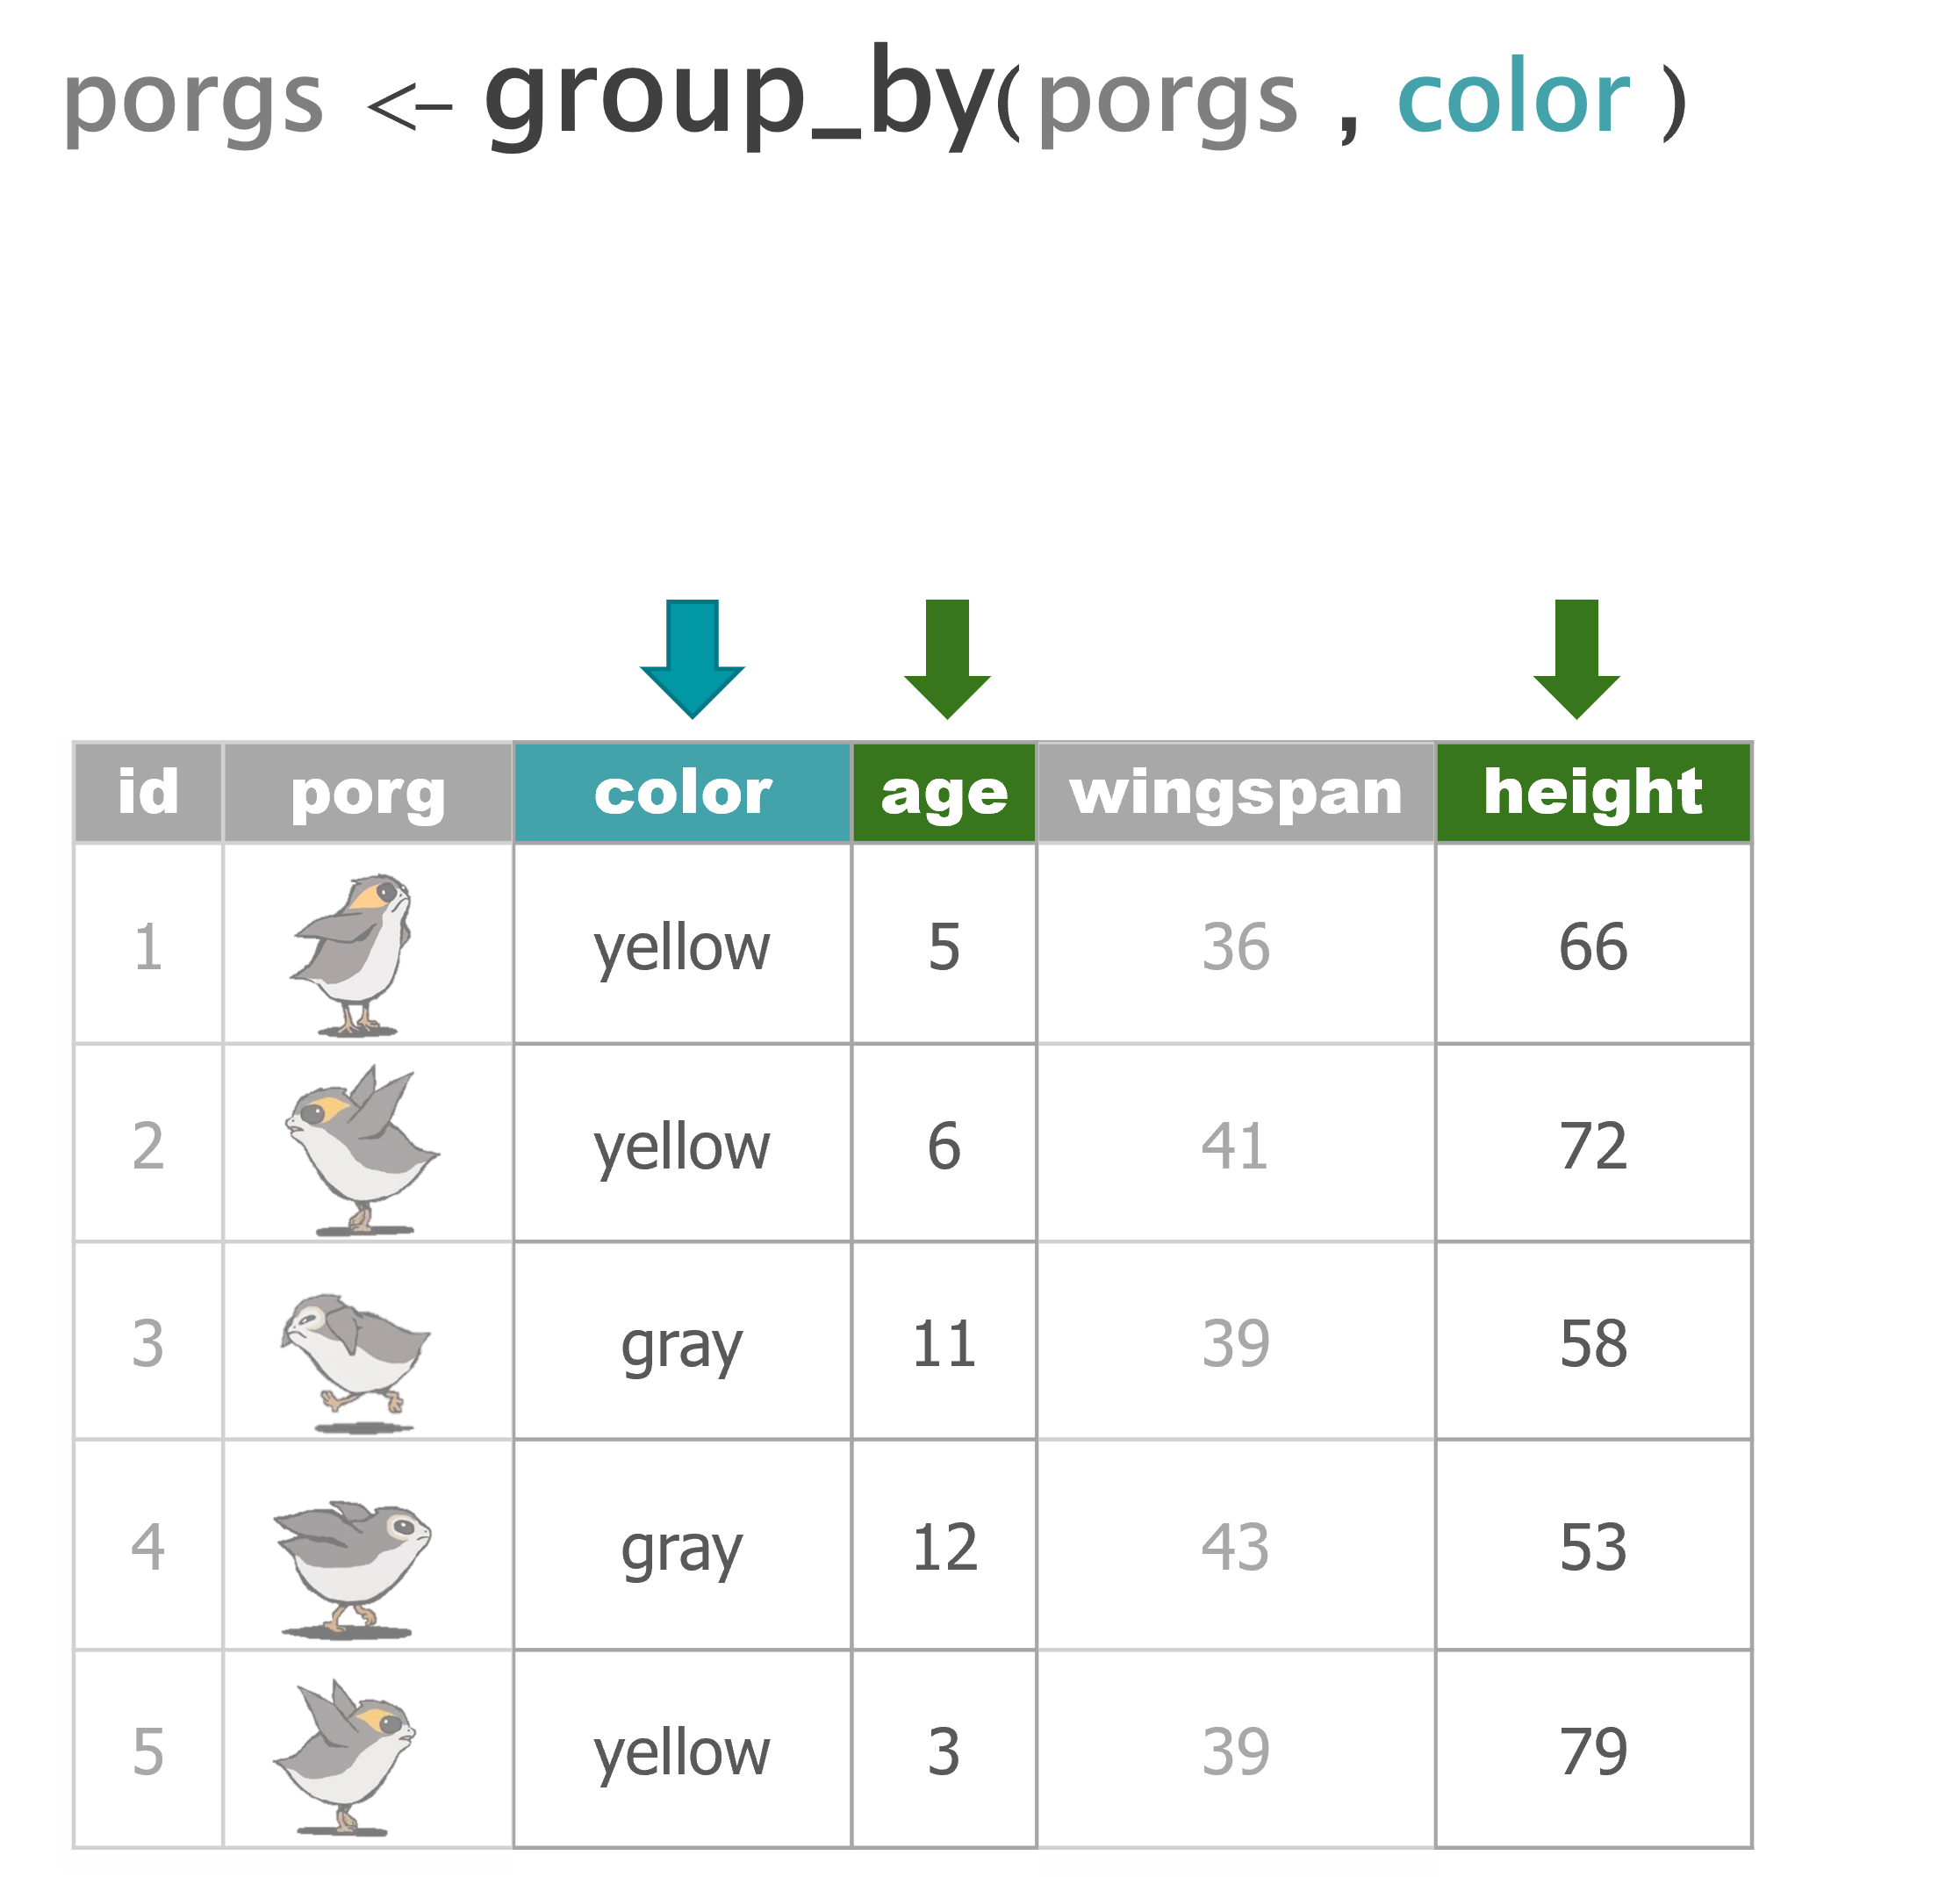 porgs <- group_by(porgs , color )
id porg color age wingspan height
1 yellow 5 36 66
2 yellow 6 41 72
3 gray 11 39 58
4 gray 12 43 53
5 yellow 3 39 79